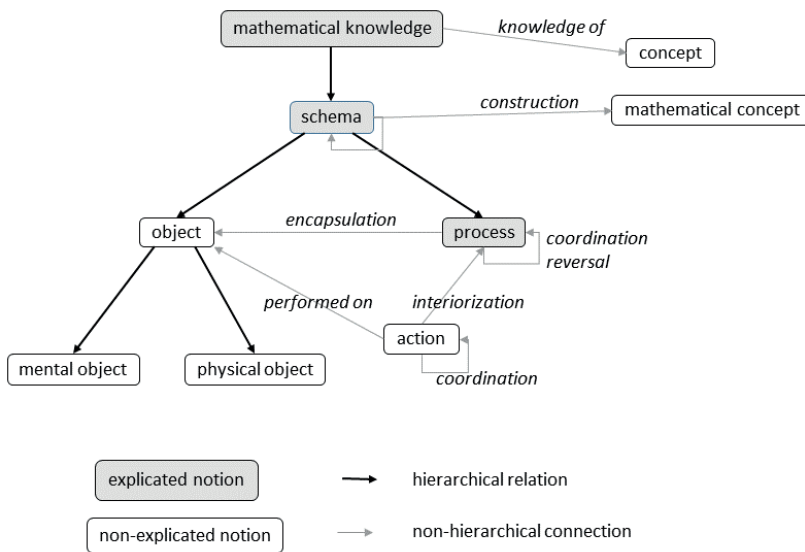 mathematical knowledge
knowledge of
concept
schema
construction
mathematical concept
object
encapsulation
process
coordination
reversal
performed on
interiorization
action
coordination
mental object
physical object
explicated notion
hierarchical relation
non-explicated notion
non-hierarchical connection